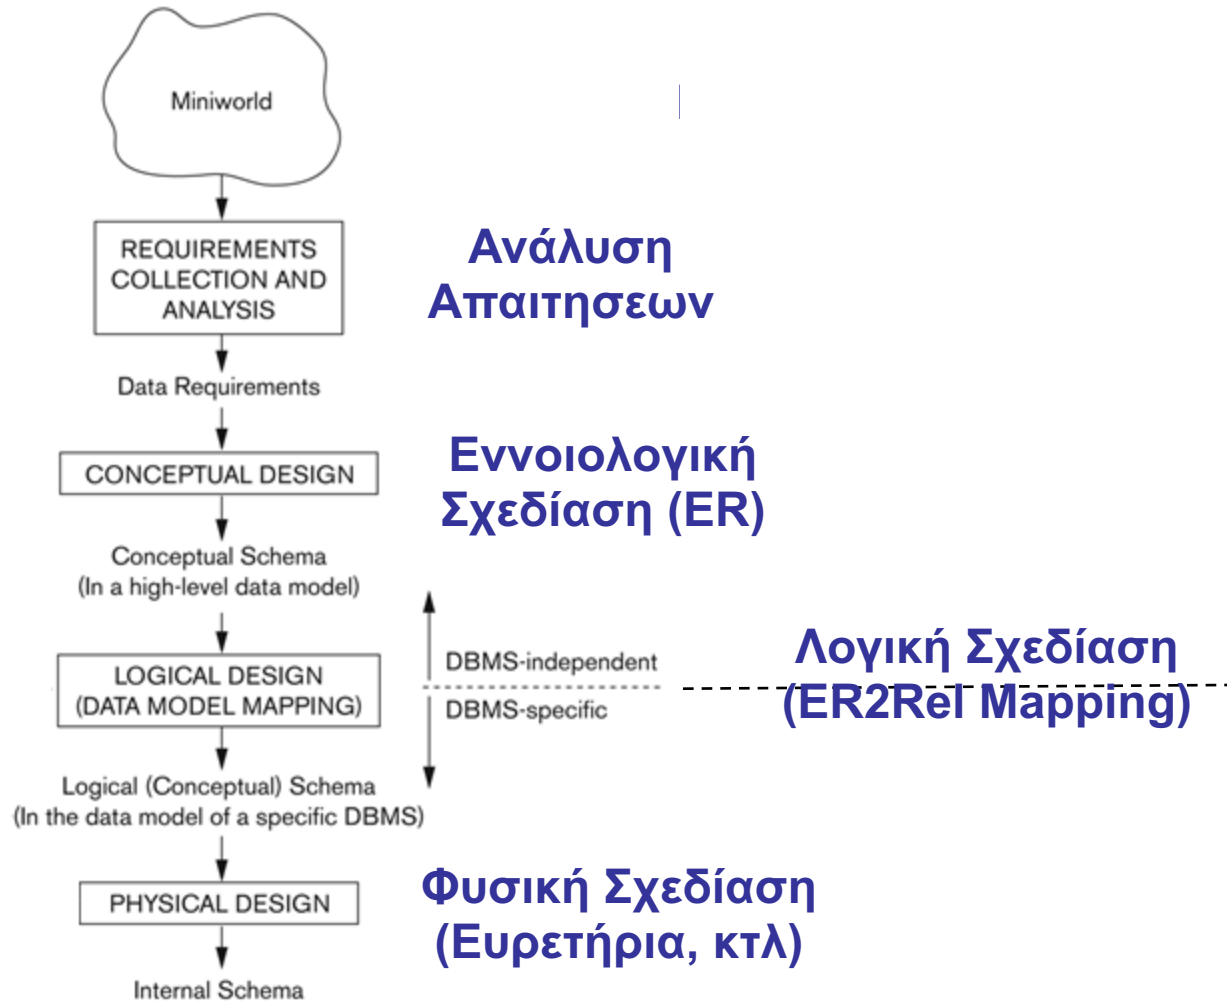 Miniworld
REQUIREMENTS
COLLECTION AND
ANALYSIS
Ανάλυση
Απαιτησεων
Data Requirements
CONCEPTUAL DESIGN
Εννοιολογική
Σχεδίαση (ER)
Conceptual Schema
(In a high-level data model)
LOGICAL DESIGN
(DATA MODEL MAPPING)
DBMS-independent
DBMS-specific
Λογική Σχεδίαση
(ER2Rel Mapping)
Logical (Conceptual) Schema
(In the data model of a specific DBMS)
PHYSICAL DESIGN
Φυσική Σχεδίαση
(Ευρετήρια, κτλ)
Internal Schema